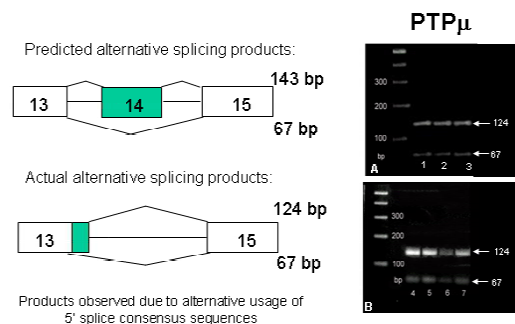 PTPµ
Predicted alternative splicing products:
143 bp
13
14
15
67 bp
Actual alternative splicing products:
124 bp
13
15
67 bp
Products observed due to alternative usage of
5' splice consensus sequences
300
200
100
bp
124
67
1 2 3
A
300
200
100
bp
124
67
4 5 6 7
B